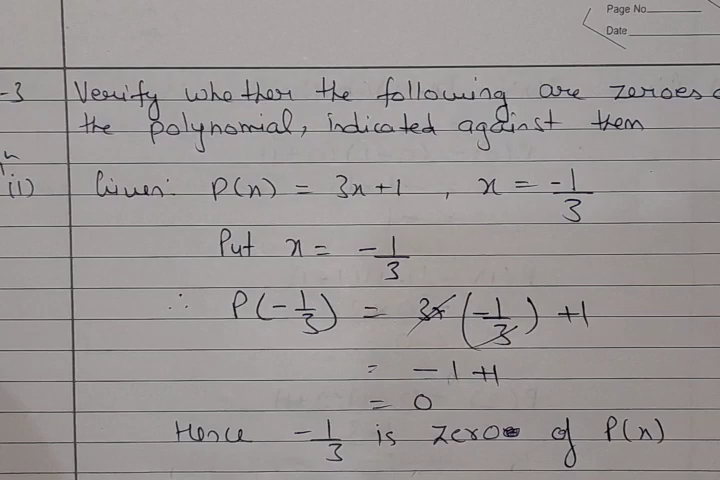 Page No.
Date
-3 Verify whether the following are zeroes
the polynomial, indicated against them
(i) Given: P(x) = 3x+1 , x = -1/3
Put x = -1/3
∴ P(-1/3) = 3x(-1/3) +1
= -1+1
= 0
Hence -1/3 is zero of P(x)